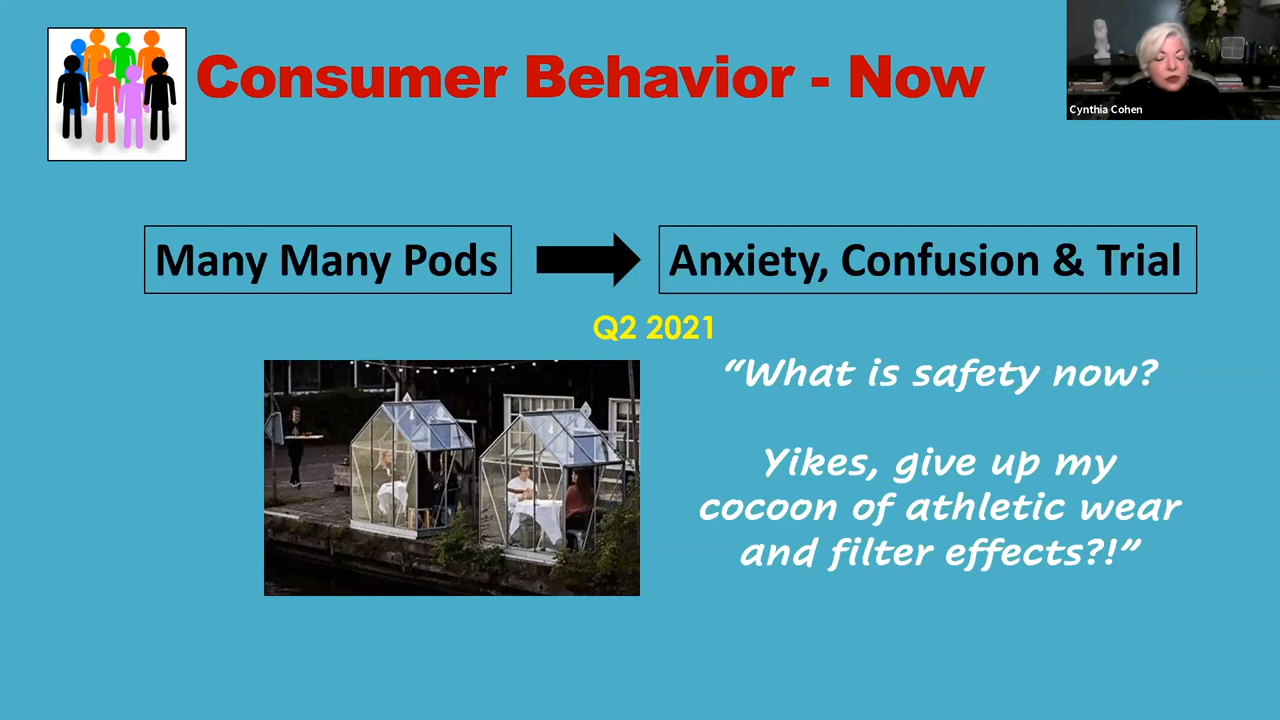 Consumer Behavior - Now
Cynthia Cohen
Many Many Pods
Anxiety, Confusion & Trial
Q2 2021
“What is safety now?
Yikes, give up my
cocoon of athletic wear
and filter effects?!”